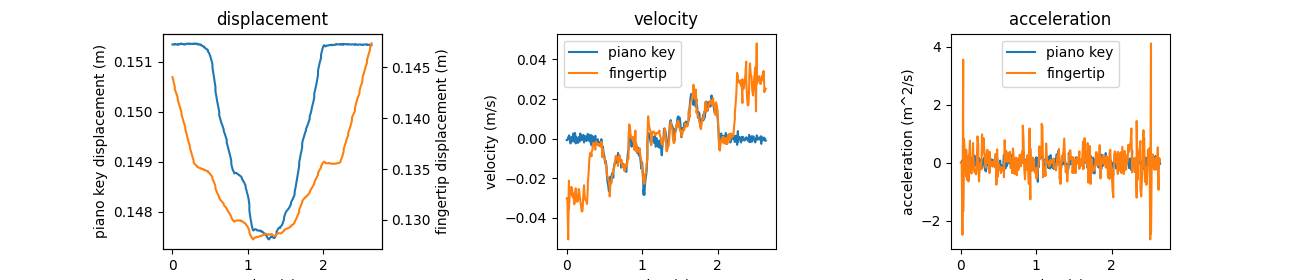 displacement
piano key displacement (m)
0.151
0.150
0.149
0.148
0.145
0.140
0.135
0.130
fingertip displacement (m)
0
1
2
velocity
velocity (m/s)
0.04
0.02
0.00
−0.02
−0.04
piano key
fingertip
0
1
2
acceleration
acceleration (m^2/s)
4
2
0
−2
piano key
fingertip
0
1
2